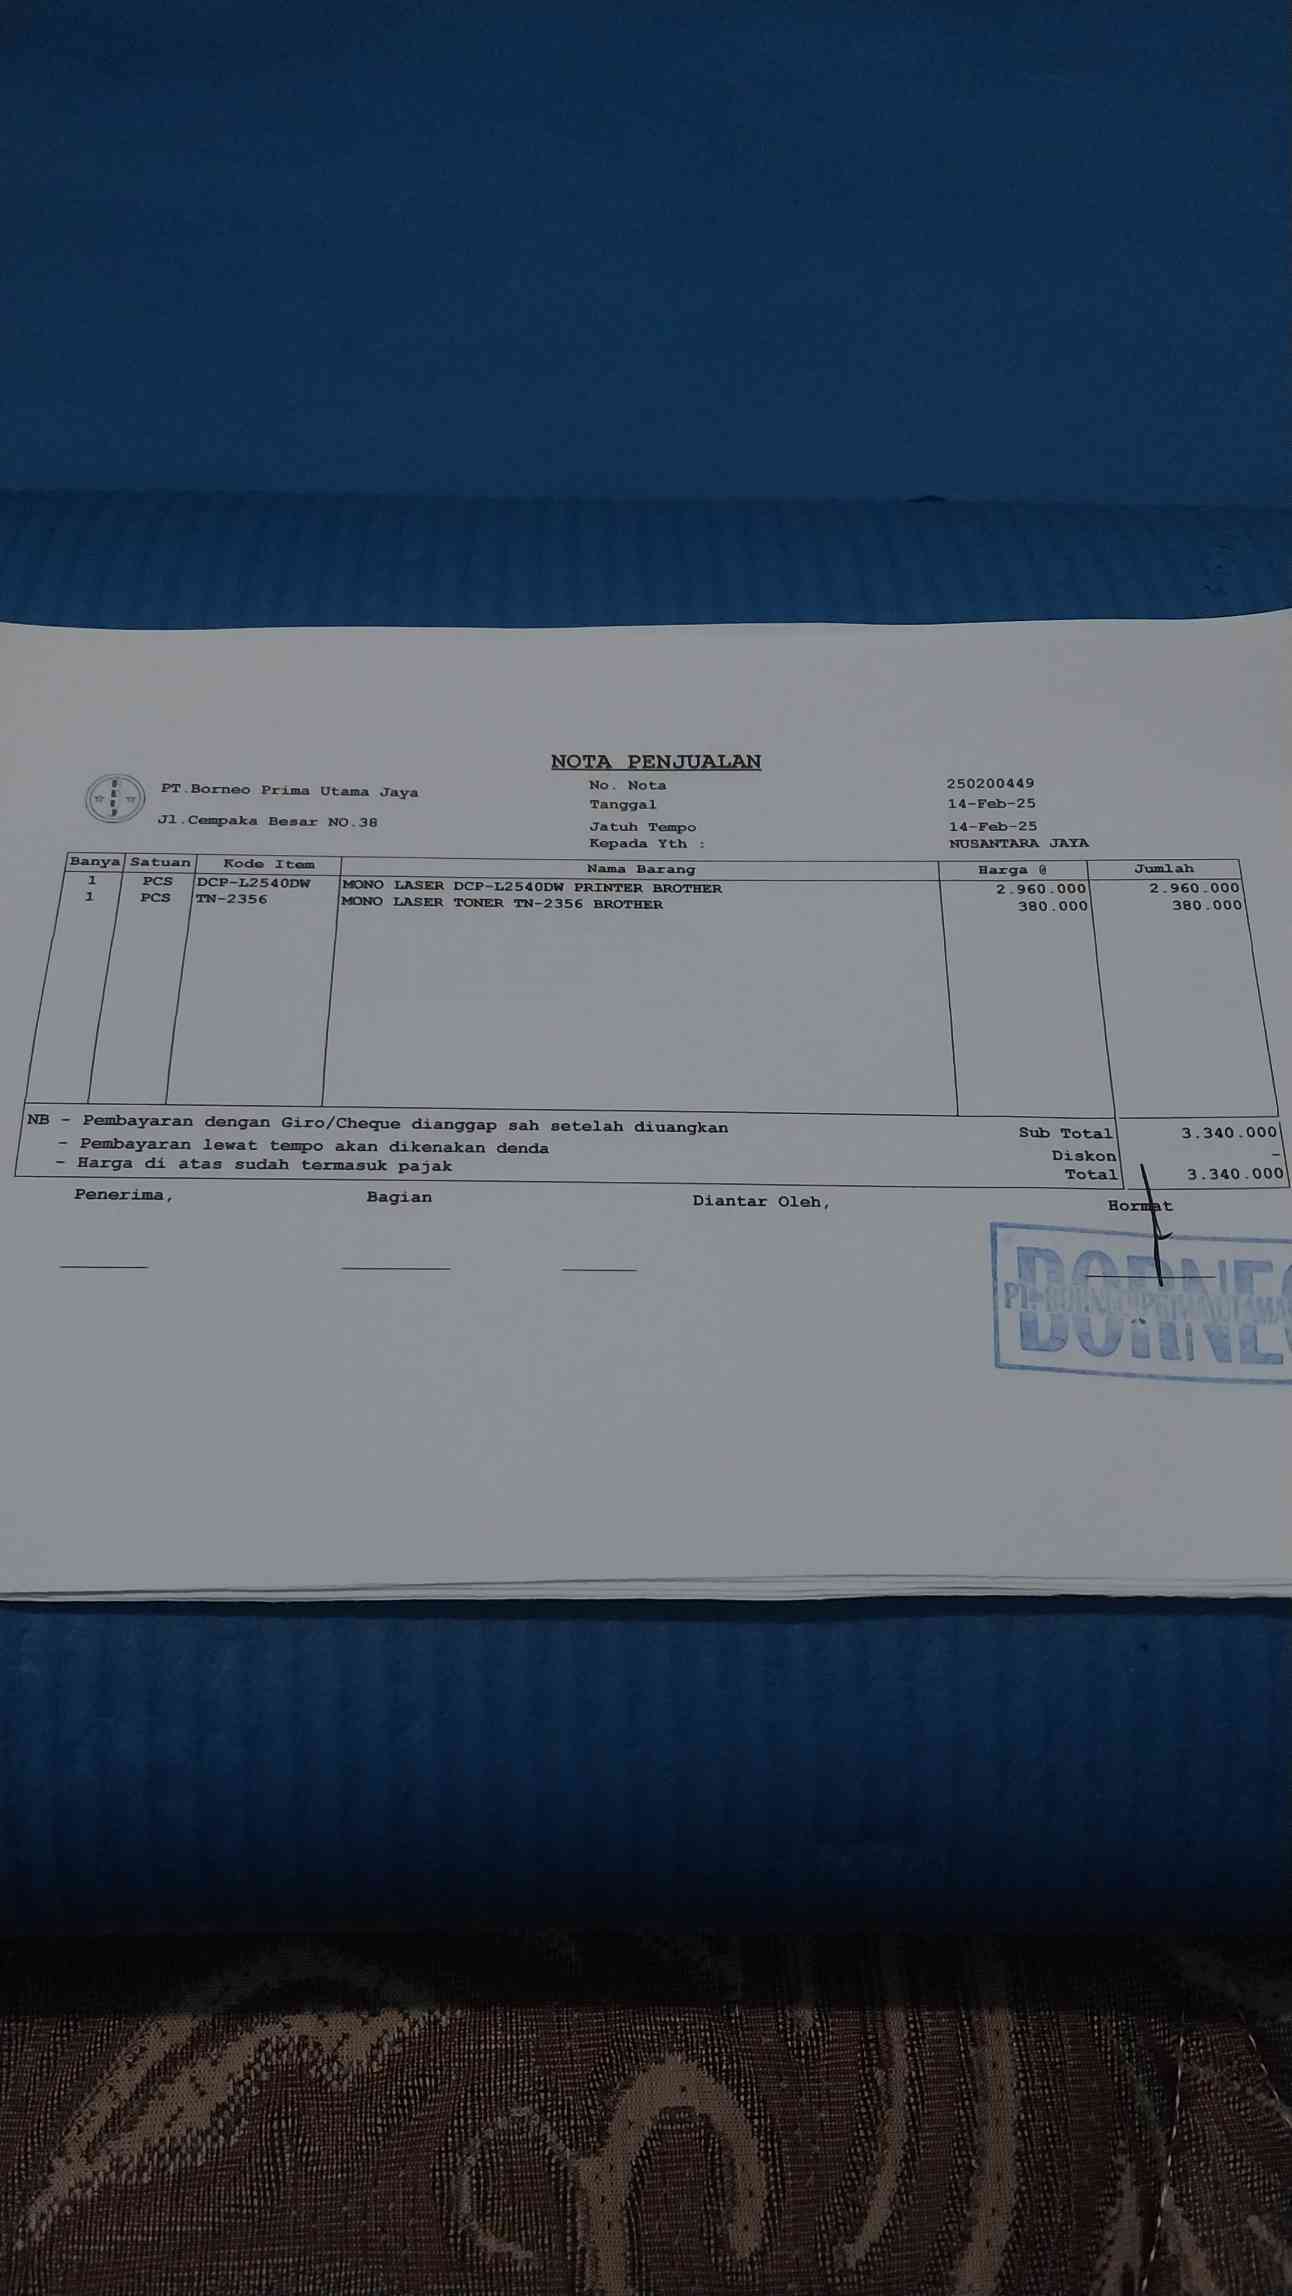 NOTA PENJUALAN
PT.Borneo Prima Utama Jaya
Jl.Cempaka Besar NO.38
No. Nota 250200449
Tanggal 14-Feb-25
Jatuh Tempo 14-Feb-25
Kepada Yth : NUSANTARA JAYA
Banya Satuan Kode Item Nama Barang Harga @ Jumlah
1 PCS DCP-L2540DW MONO LASER DCP-L2540DW PRINTER BROTHER 2.960.000 2.960.000
1 PCS TN-2356 MONO LASER TONER TN-2356 BROTHER 380.000 380.000
NB - Pembayaran dengan Giro/Cheque dianggap sah setelah diuangkan
- Pembayaran lewat tempo akan dikenakan denda
- Harga di atas sudah termasuk pajak
Sub Total 3.340.000
Diskon -
Total 3.340.000
Penerima, Bagian Diantar Oleh, Hormat
BORNEO